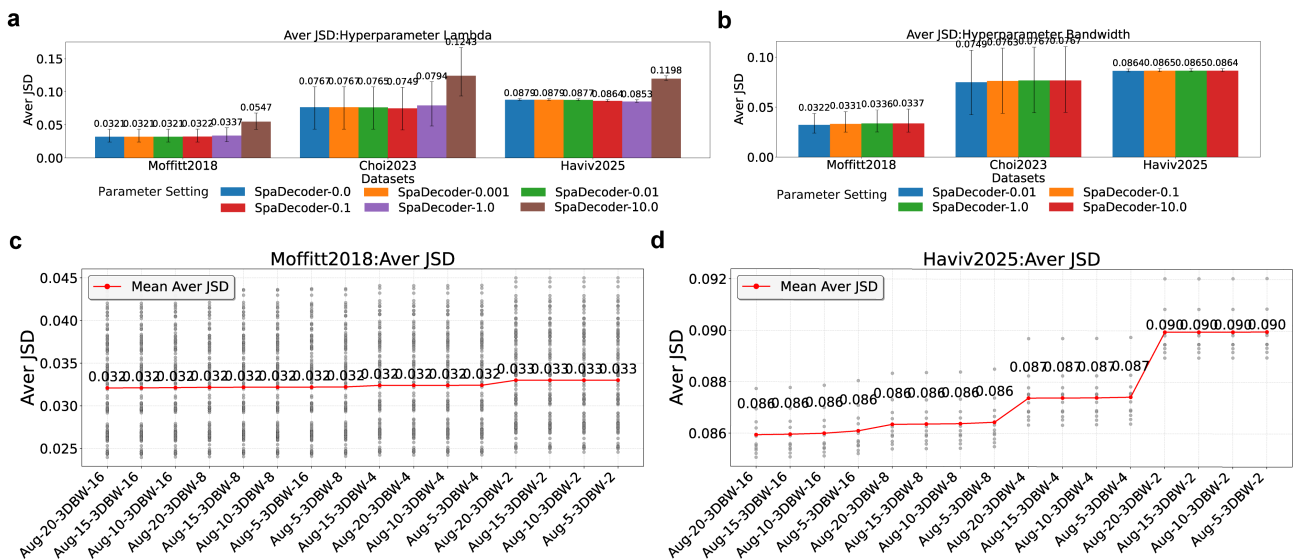 a
Aver JSD:Hyperparameter Lambda
Aver JSD
0.15
0.10
0.05
0.00
0.0321 0.0321 0.0321 0.0322 0.0337 0.0547
0.0767 0.0767 0.0765 0.0749 0.0794 0.1243
0.0879 0.0879 0.0877 0.0864 0.0853 0.1198
Moffitt2018 Choi2023 Haviv2025
Datasets
Parameter Setting
SpaDecoder-0.0 SpaDecoder-0.001 SpaDecoder-0.01
SpaDecoder-0.1 SpaDecoder-1.0 SpaDecoder-10.0
b
Aver JSD:Hyperparameter Bandwidth
Aver JSD
0.10
0.05
0.00
0.0322 0.0331 0.0336 0.0337
0.0749 0.0763 0.0767 0.0767
0.0864 0.0865 0.0865 0.0864
Moffitt2018 Choi2023 Haviv2025
Datasets
Parameter Setting
SpaDecoder-0.01 SpaDecoder-0.1
SpaDecoder-1.0 SpaDecoder-10.0
c
Moffitt2018:Aver JSD
Mean Aver JSD
Aver JSD
0.045
0.040
0.035
0.030
0.025
0.032 0.032 0.032 0.032 0.032 0.032 0.032 0.032 0.032 0.032 0.032 0.032 0.033 0.033 0.033 0.033
Aug-20-3DBW-16
Aug-15-3DBW-16
Aug-10-3DBW-16
Aug-20-3DBW-8
Aug-15-3DBW-8
Aug-10-3DBW-8
Aug-5-3DBW-16
Aug-5-3DBW-8
Aug-15-3DBW-4
Aug-20-3DBW-4
Aug-10-3DBW-4
Aug-5-3DBW-4
Aug-20-3DBW-2
Aug-15-3DBW-2
Aug-10-3DBW-2
Aug-5-3DBW-2
d
Haviv2025:Aver JSD
Mean Aver JSD
Aver JSD
0.092
0.090
0.088
0.086
0.086 0.086 0.086 0.086 0.086 0.086 0.086 0.086 0.087 0.087 0.087 0.087 0.090 0.090 0.090 0.090
Aug-20-3DBW-16
Aug-15-3DBW-16
Aug-10-3DBW-16
Aug-5-3DBW-16
Aug-20-3DBW-8
Aug-15-3DBW-8
Aug-10-3DBW-8
Aug-5-3DBW-8
Aug-20-3DBW-4
Aug-15-3DBW-4
Aug-10-3DBW-4
Aug-5-3DBW-4
Aug-20-3DBW-2
Aug-15-3DBW-2
Aug-10-3DBW-2
Aug-5-3DBW-2